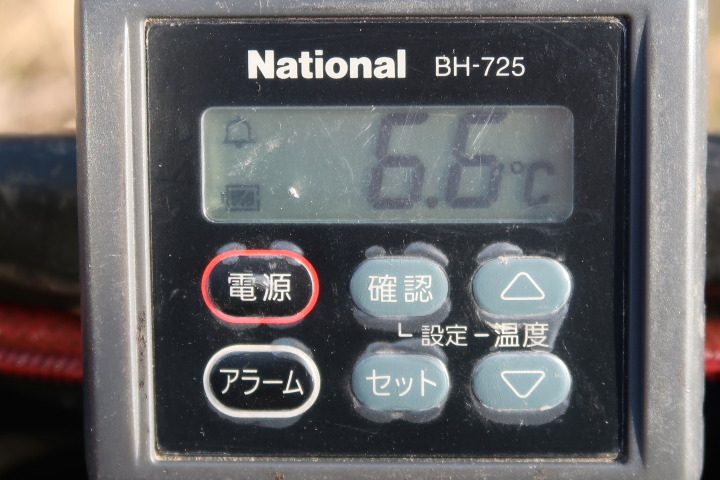 National BH-725
6.6℃
電源 確認 △
設定 温度
アラーム セット ▽